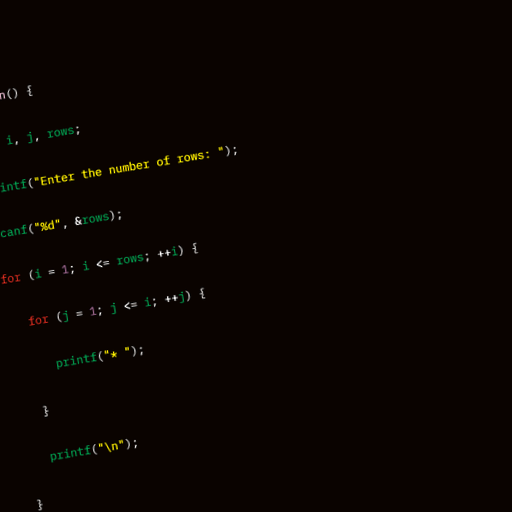 n() {
i, j, rows;
intf("Enter the number of rows: ");
canf("%d", &rows);
for (i = 1; i <= rows; ++i) {
for (j = 1; j <= i; ++j) {
printf("* ");
}
printf("\n");
}